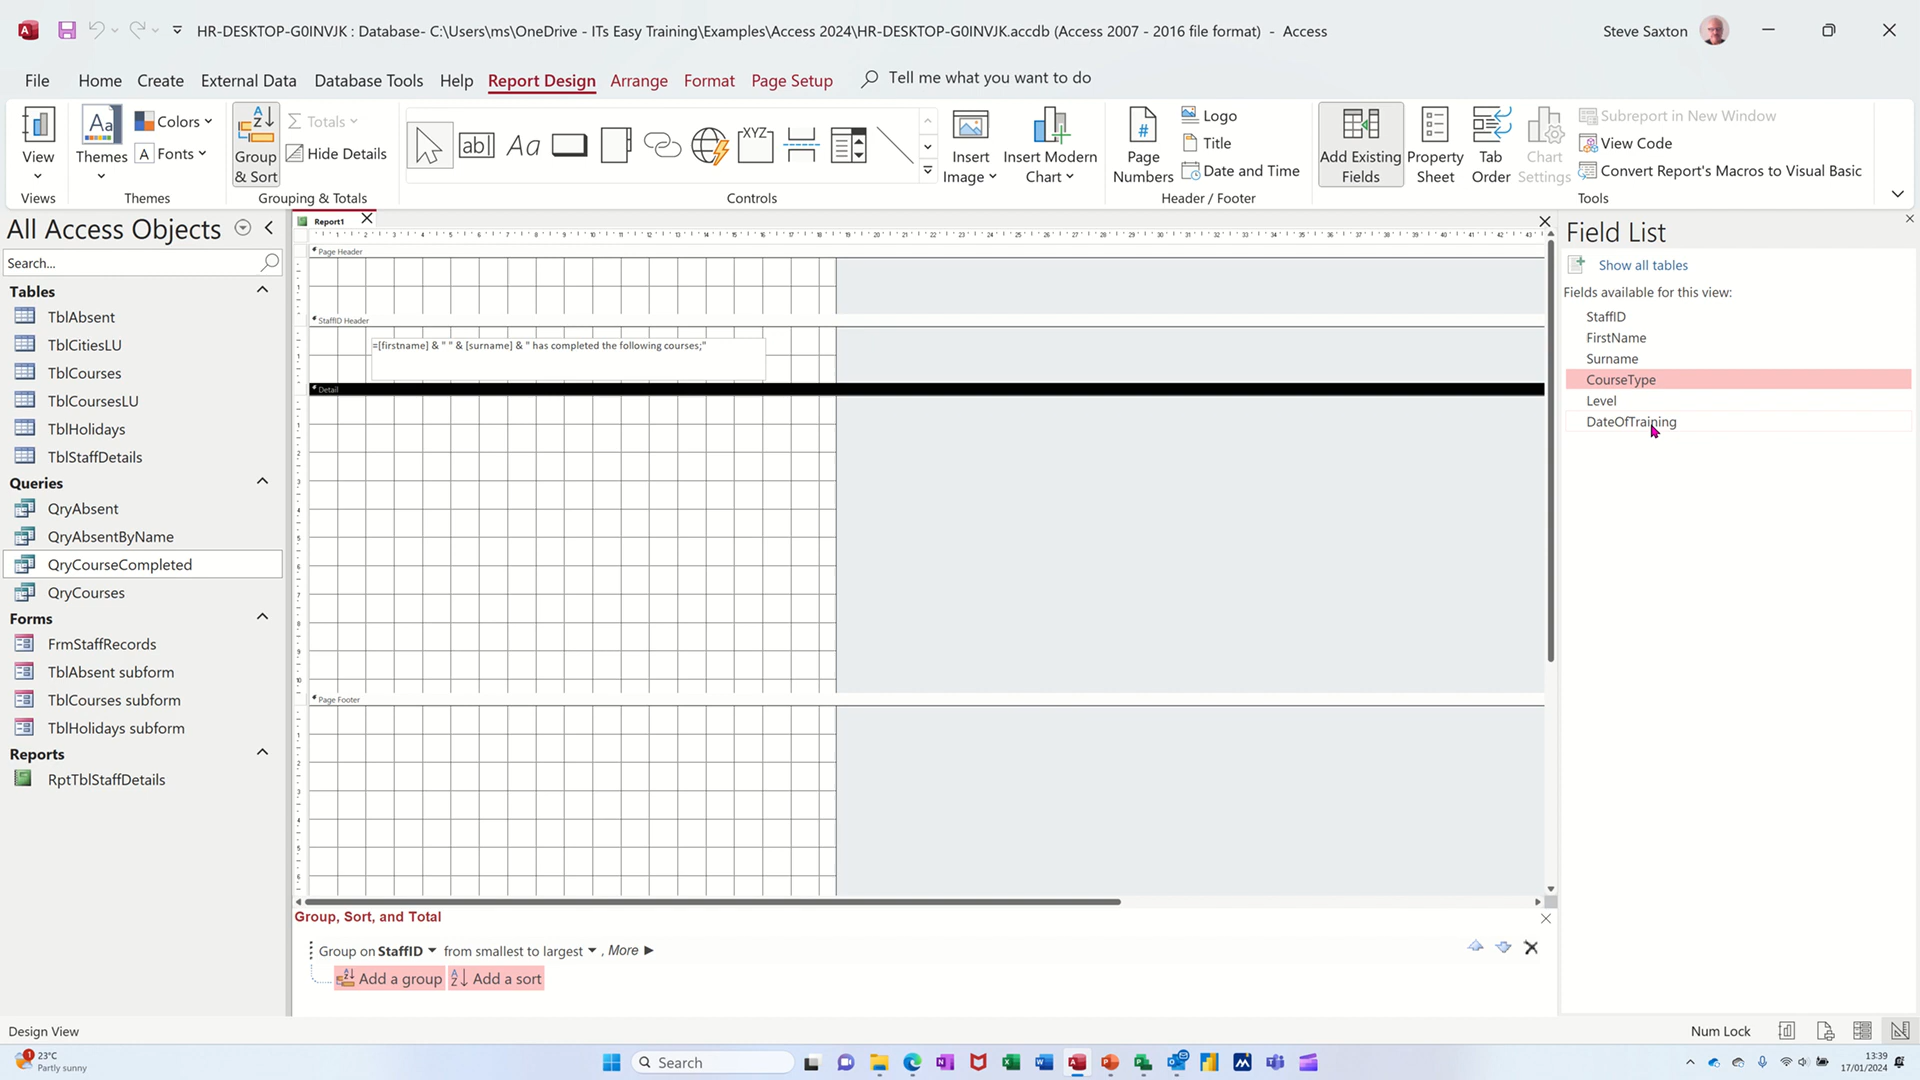 HR-DESKTOP-G0INVJK : Database- C:\Users\ms\OneDrive - ITs Easy Training\Examples\Access 2024\HR-DESKTOP-G0INVJK.accdb (Access 2007 - 2016 file format) - Access
Steve Saxton
File Home Create External Data Database Tools Help Report Design Arrange Format Page Setup Tell me what you want to do
View
Views
Themes
Colors
Fonts
Themes
Group & Sort
Totals
Hide Details
Grouping & Totals
ab|
Aa
XYZ
Controls
Insert Image
Insert Modern Chart
Page Numbers
Logo
Title
Date and Time
Header / Footer
Add Existing Fields
Property Sheet
Tab Order
Chart Settings
Subreport in New Window
View Code
Convert Report's Macros to Visual Basic
Tools
All Access Objects
Search...
Tables
TblAbsent
TblCitiesLU
TblCourses
TblCoursesLU
TblHolidays
TblStaffDetails
Queries
QryAbsent
QryAbsentByName
QryCourseCompleted
QryCourses
Forms
FrmStaffRecords
TblAbsent subform
TblCourses subform
TblHolidays subform
Reports
RptTblStaffDetails
Report1
Page Header
StaffID Header
=[firstname] & " " & [surname] & " has completed the following courses;"
Detail
Page Footer
Group, Sort, and Total
Group on StaffID from smallest to largest , More
Add a group
Add a sort
Field List
Show all tables
Fields available for this view:
StaffID
FirstName
Surname
CourseType
Level
DateOfTraining
Design View
Num Lock
1
23°C
Partly sunny
Search
13:39
17/01/2024